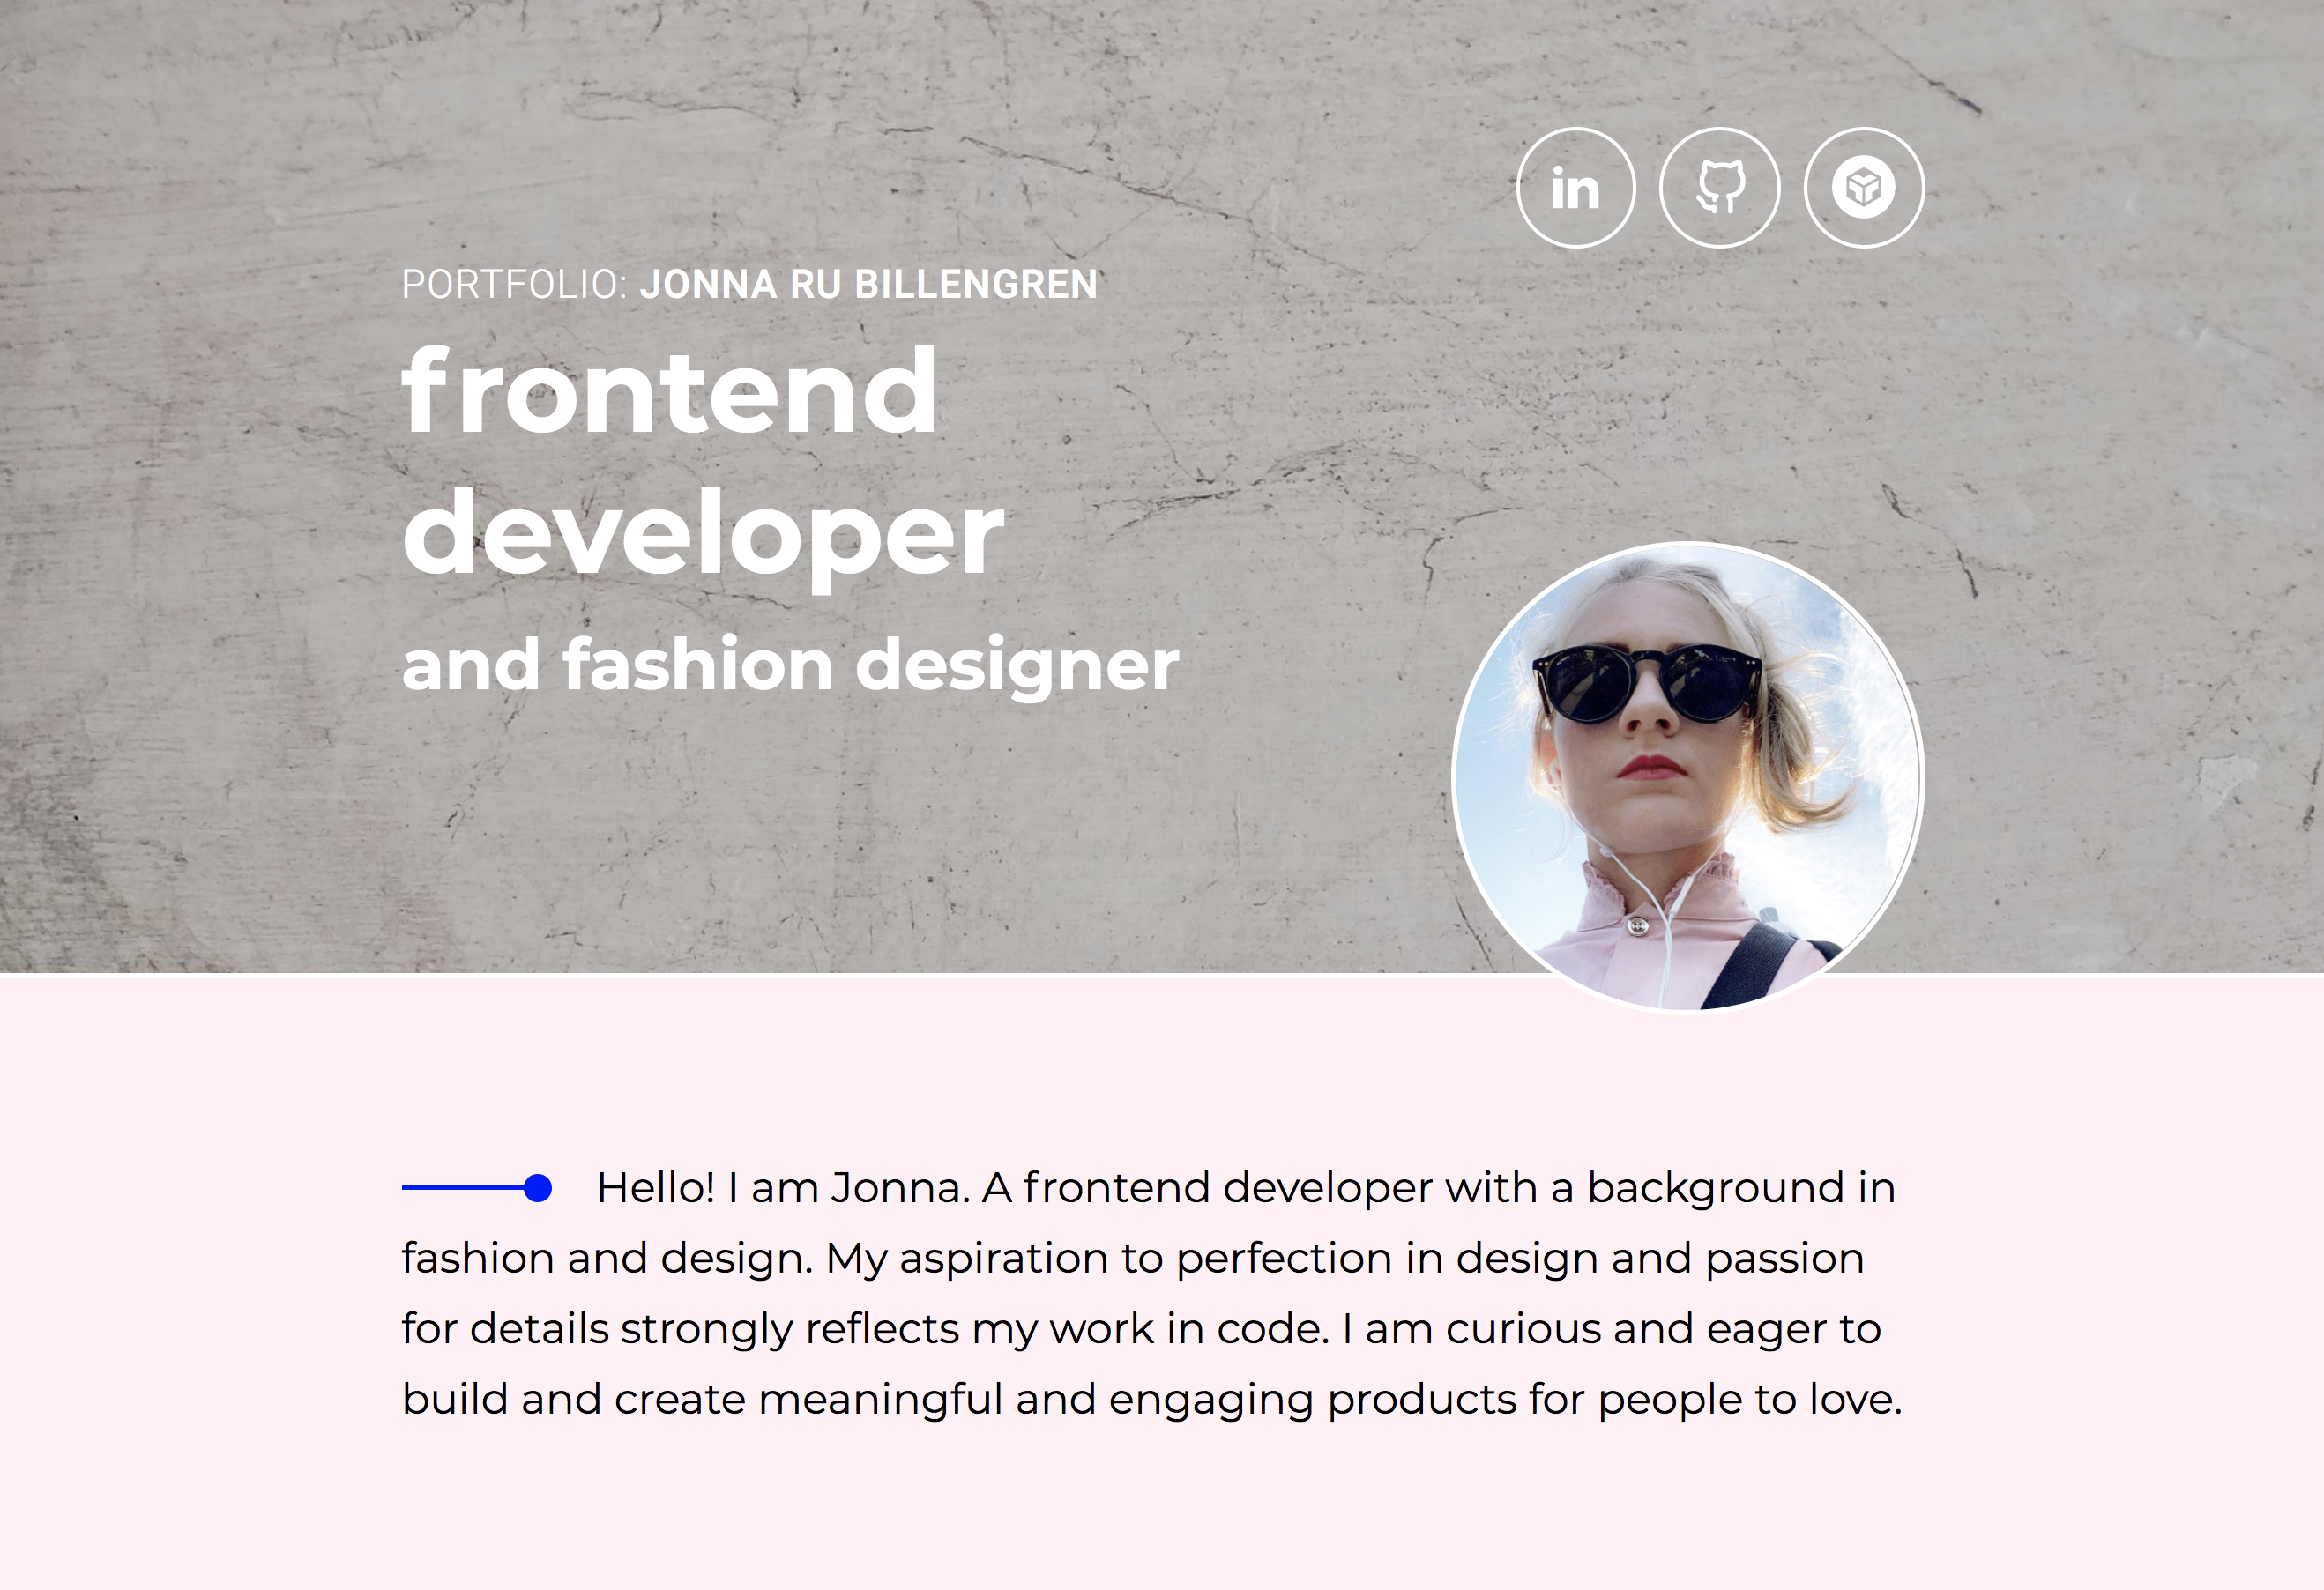 in
PORTFOLIO: JONNA RU BILLENGREN
frontend
developer
and fashion designer
Hello! I am Jonna. A frontend developer with a background in
fashion and design. My aspiration to perfection in design and passion
for details strongly reflects my work in code. I am curious and eager to
build and create meaningful and engaging products for people to love.